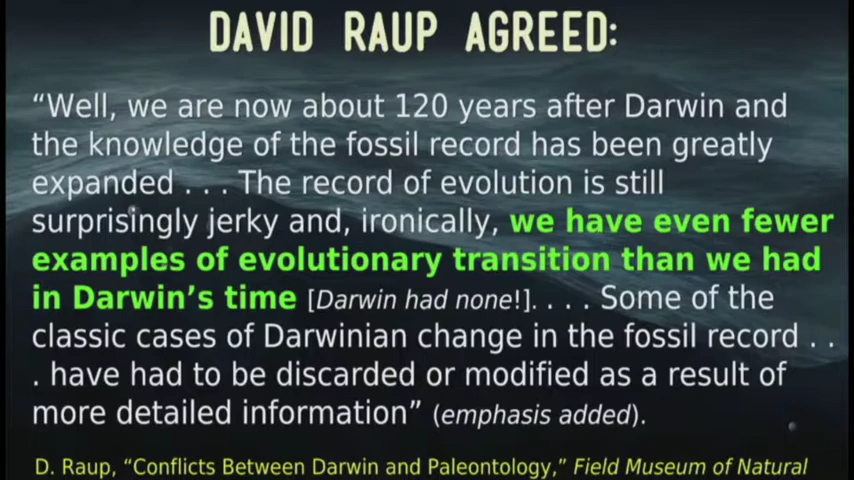 DAVID RAUP AGREED:
“Well, we are now about 120 years after Darwin and
the knowledge of the fossil record has been greatly
expanded . . . The record of evolution is still
surprisingly jerky and, ironically, we have even fewer
examples of evolutionary transition than we had
in Darwin’s time [Darwin had none!]. . . . Some of the
classic cases of Darwinian change in the fossil record . .
. have had to be discarded or modified as a result of
more detailed information” (emphasis added).
D. Raup, “Conflicts Between Darwin and Paleontology,” Field Museum of Natural